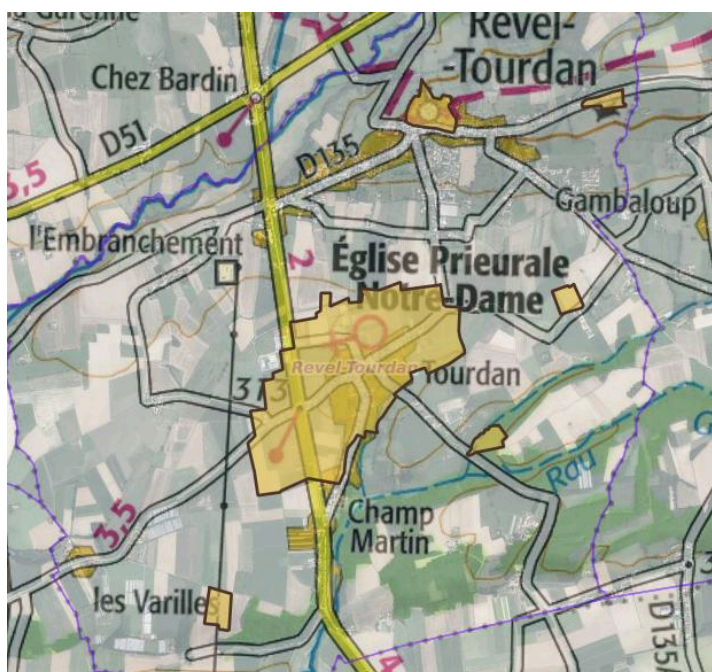 Revel-
-Tourdan
Chez Bardin
D51
D135
3,5
Gambaloup
l'Embranchement
2
Église Prieurale
Notre-Dame
Revel-Tourdan
Tourdan
313
Rau
G
3,5
Champ
Martin
les Varilles
D135
3
4